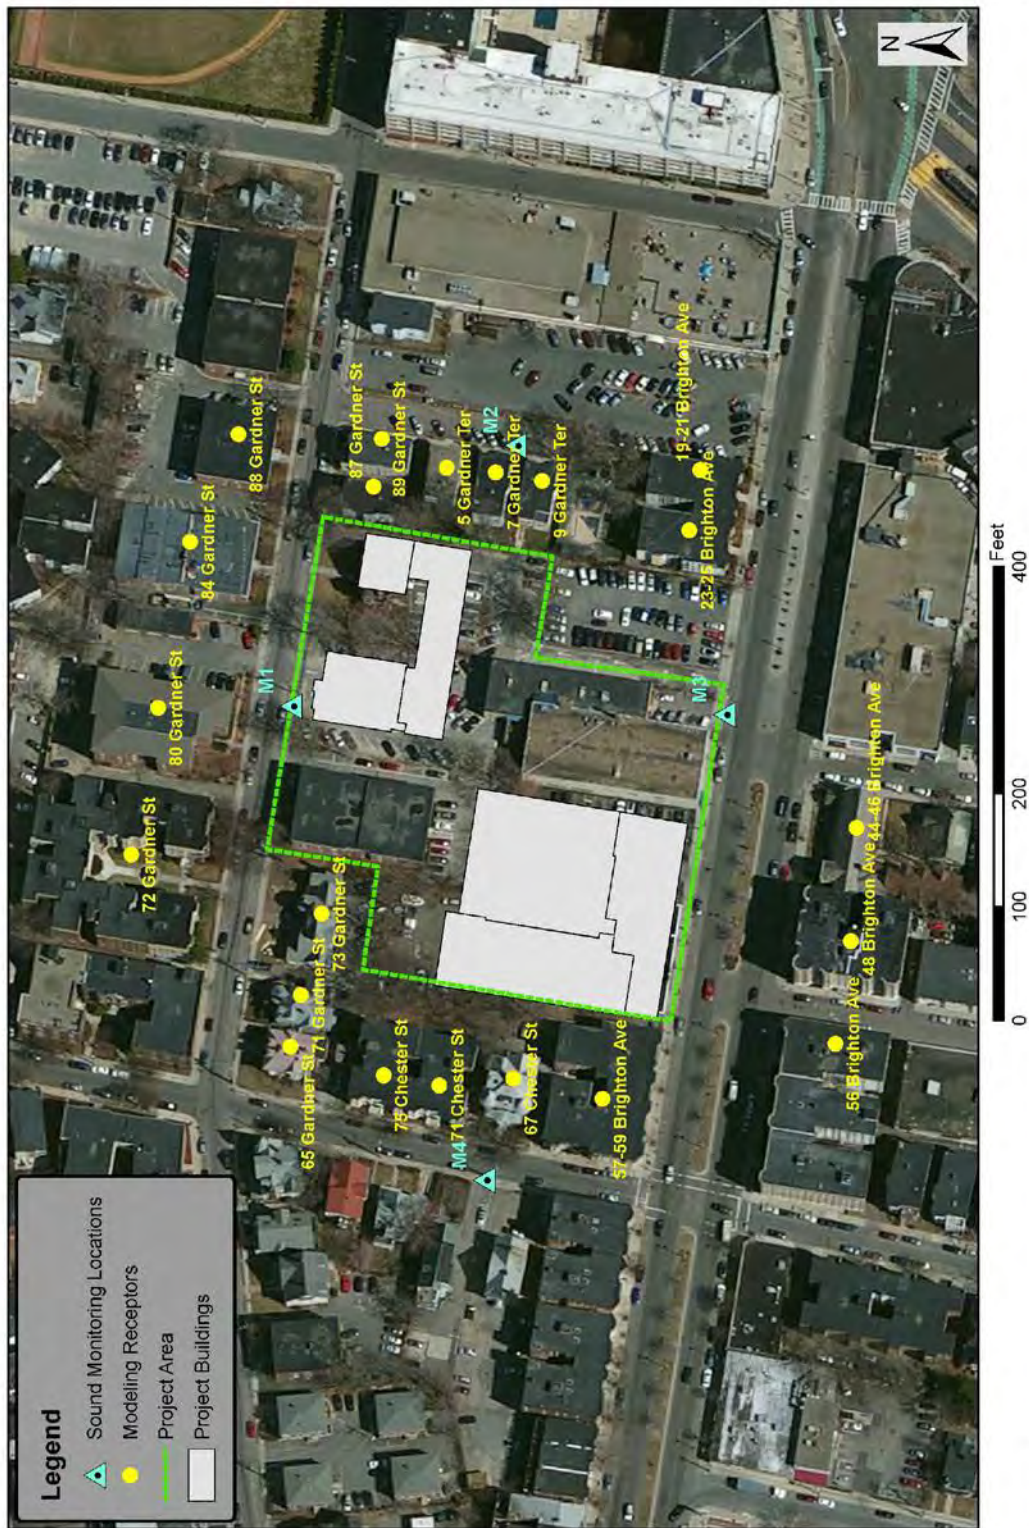 Legend
Sound Monitoring Locations
Modeling Receptors
Project Area
Project Buildings
N
72 Gardner St
80 Gardner St
84 Gardner St
88 Gardner St
M1
65 Gardner St
71 Gardner St
73 Gardner St
87 Gardner St
89 Gardner St
75 Chester St
5 Gardner Ter
M4
71 Chester St
7 Gardner Ter
M2
67 Chester St
9 Gardner Ter
57-59 Brighton Ave
M3
23-25 Brighton Ave
19-21 Brighton Ave
56 Brighton Ave
48 Brighton Ave
44-46 Brighton Ave
0 100 200 400
Feet